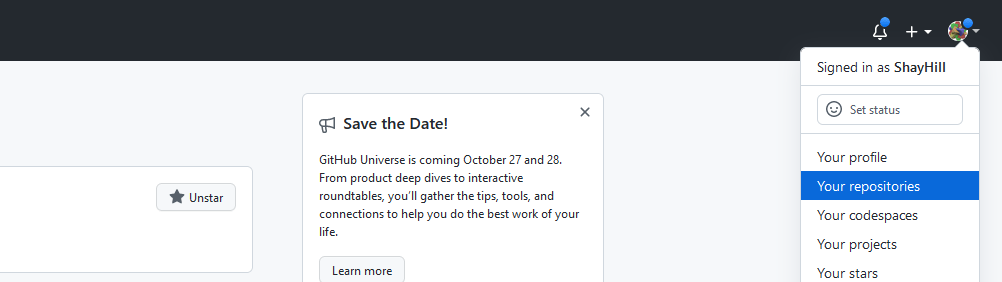 Signed in as ShayHill
Set status
Your profile
Your repositories
Your codespaces
Your projects
Your stars
Save the Date!
GitHub Universe is coming October 27 and 28.
From product deep dives to interactive
roundtables, you'll gather the tips, tools, and
connections to help you do the best work of your
life.
Learn more
Unstar